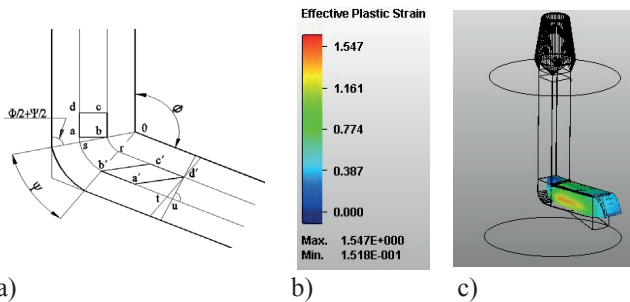 d
c
Φ/2+Ψ/2
a
b
0
Ø
s
r
b′
c′
Ψ
a′
d′
t
u
a)
Effective Plastic Strain
1.547
1.161
0.774
0.387
0.000
Max. 1.547E+000
Min. 1.518E-001
b)
c)